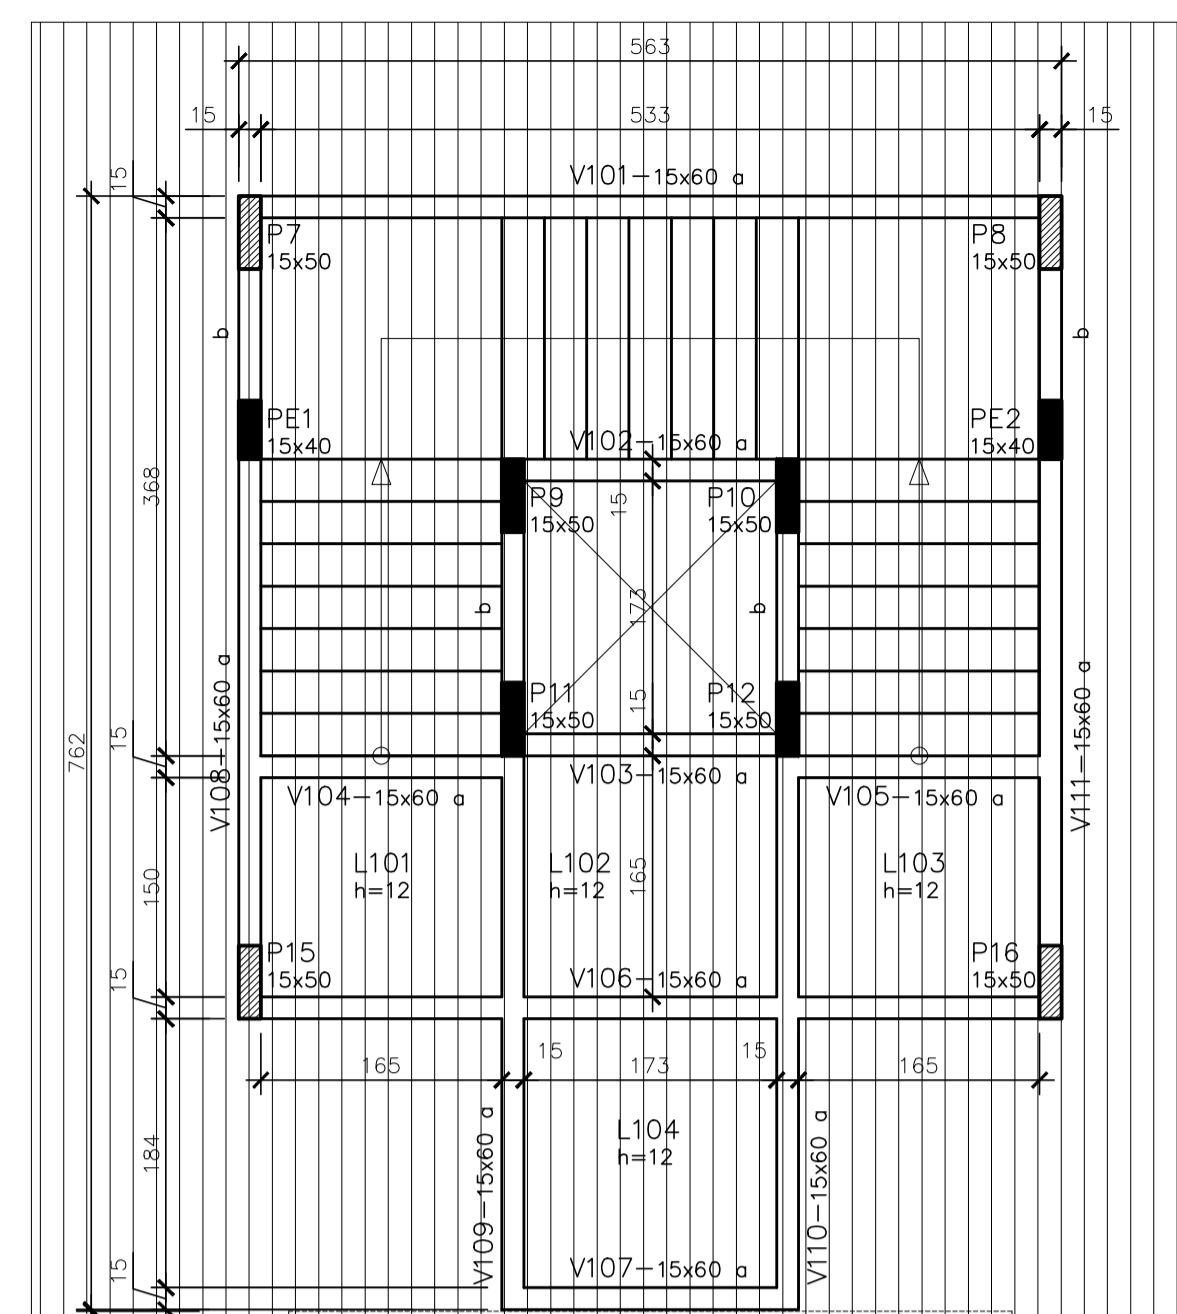 563
15
533
15
15
V101-15x60 a
P7
15x50
P8
15x50
b
b
PE1
15x40
V102-15x60 a
PE2
15x40
368
P9
15x50
15
P10
15x50
b
173
b
P11
15x50
15
P12
15x50
762
15
V108-15x60 a
V103-15x60 a
V111-15x60 a
V104-15x60 a
V105-15x60 a
L101
h=12
L102
h=12
165
L103
h=12
150
P15
15x50
V106-15x60 a
P16
15x50
15
165
15
173
15
165
184
V109-15x60 a
L104
h=12
V110-15x60 a
15
V107-15x60 a